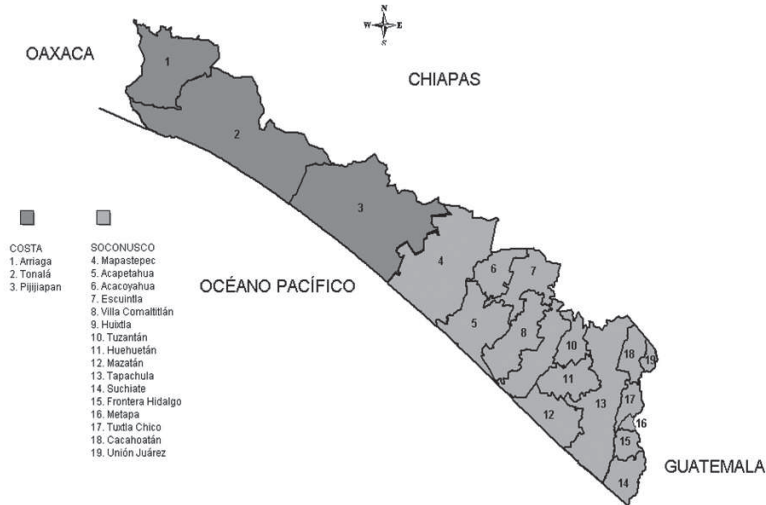 N
W E
S
OAXACA
CHIAPAS
OCÉANO PACÍFICO
GUATEMALA
1
2
3
4
5
6
7
8
10
11
12
13
14
15
16
17
18
19
COSTA
1. Arriaga
2. Tonalá
3. Pijijiapan
SOCONUSCO
4. Mapastepec
5. Acapetahua
6. Acacoyahua
7. Escuintla
8. Villa Comaltitlán
9. Huixtla
10. Tuzantán
11. Huehuetán
12. Mazatán
13. Tapachula
14. Suchiate
15. Frontera Hidalgo
16. Metapa
17. Tuxtla Chico
18. Cacahoatán
19. Unión Juárez